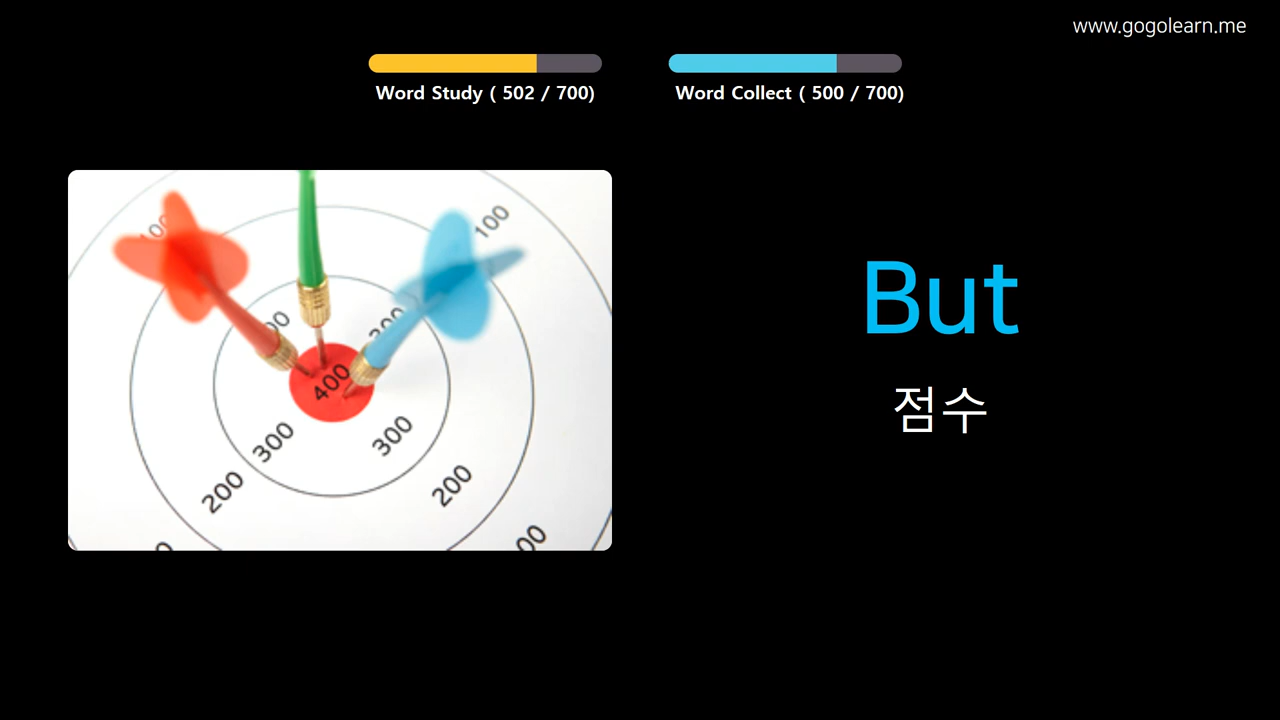 www.gogolearn.me
Word Study ( 502 / 700)
Word Collect ( 500 / 700)
But
점수
100
100
200
400
300
300
200
200